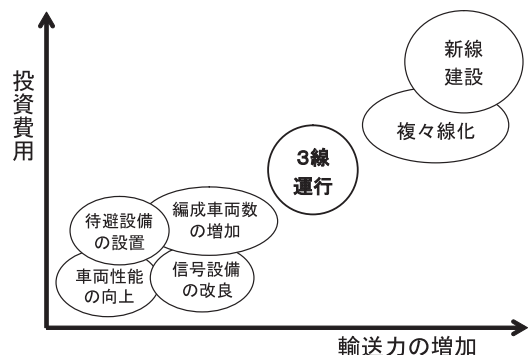 投資費用
新線
建設
複々線化
３線
運行
編成車両数
の増加
待避設備
の設置
車両性能
の向上
信号設備
の改良
輸送力の増加